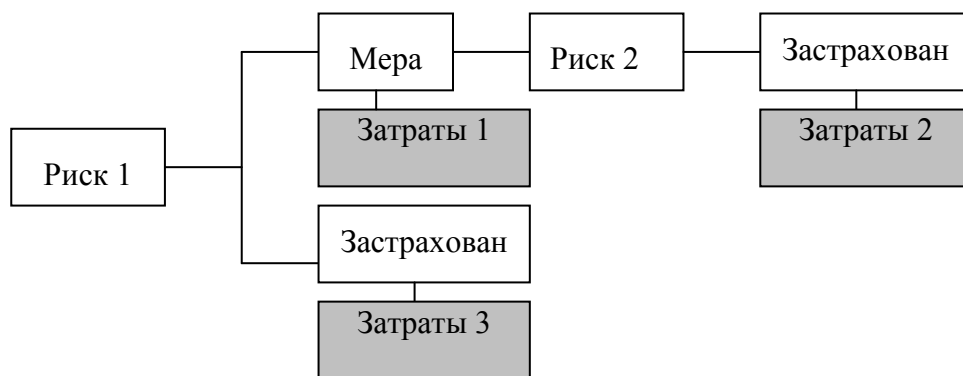 Мера
Риск 2
Застрахован
Затраты 1
Затраты 2
Риск 1
Застрахован
Затраты 3